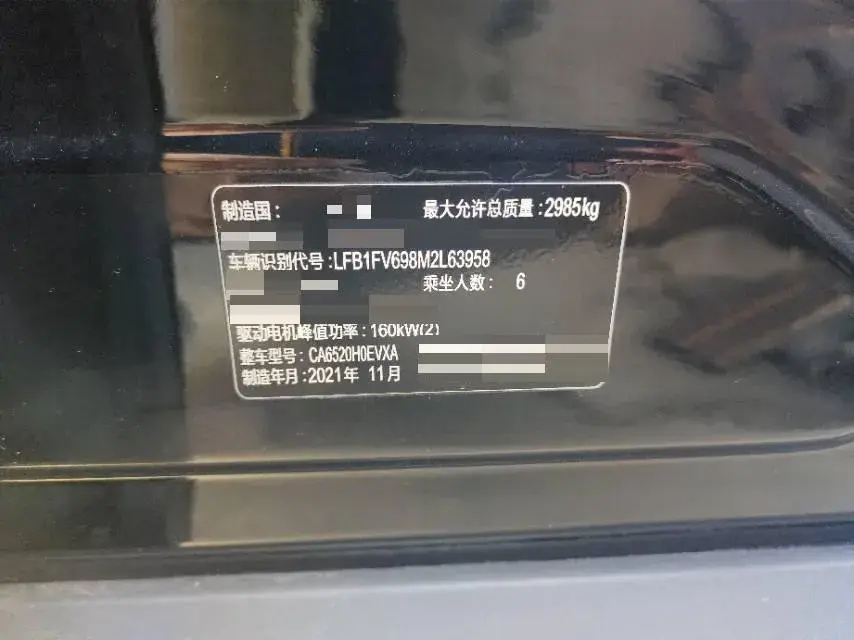 制造国: 最大允许总质量:2985kg
车辆识别代号:LFB1FV698M2L63958
乘坐人数: 6
驱动电机峰值功率:160kW(2)
整车型号:CA6520H0EVXA
制造年月:2021年 11月